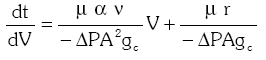 dt/dV = μ α ν / −ΔPA²g_c V + μ r / −ΔPAg_c